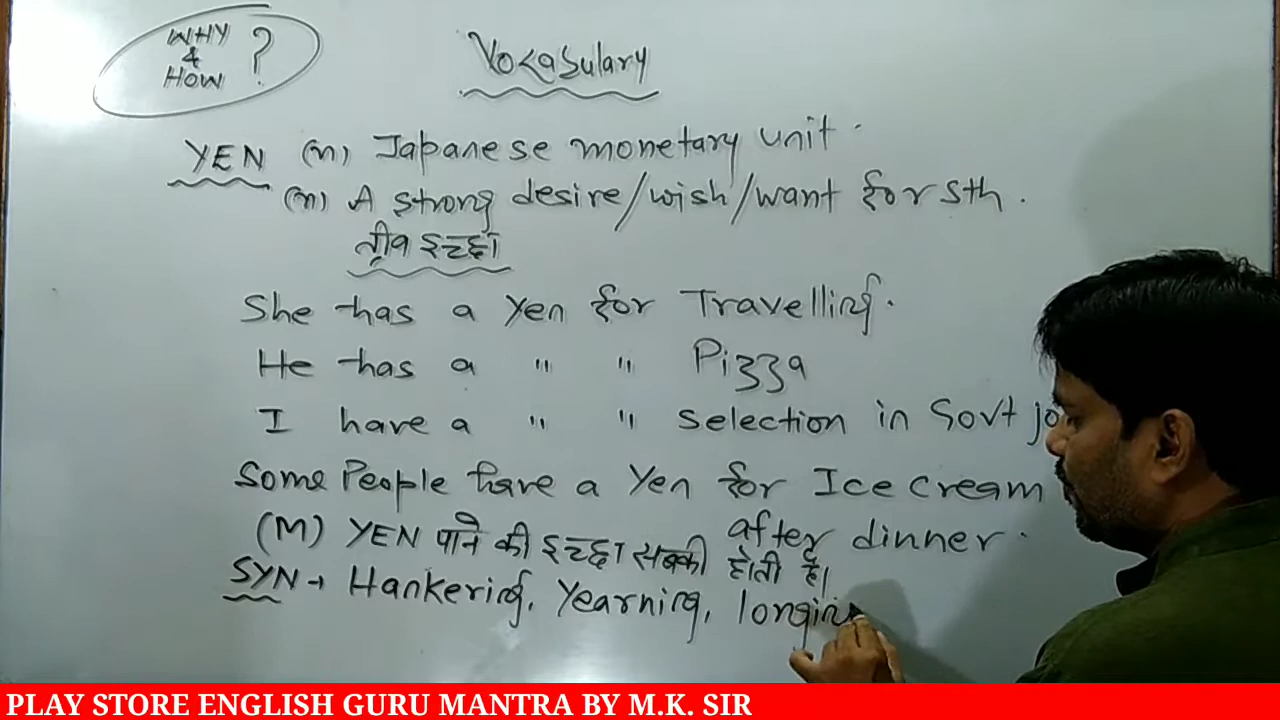 WHY
&
HOW ?
Vocabulary
YEN (n) Japanese monetary unit.
(n) A strong desire/wish/want for sth.
तीव्र इच्छा
She has a yen for Travelling.
He has a " " Pizza
I have a " " selection in Govt jo
Some People have a Yen for Ice cream
after dinner.
(M) YEN पाने की इच्छा सबकी होती है।
SYN → Hankering, Yearning, longin
PLAY STORE ENGLISH GURU MANTRA BY M.K. SIR